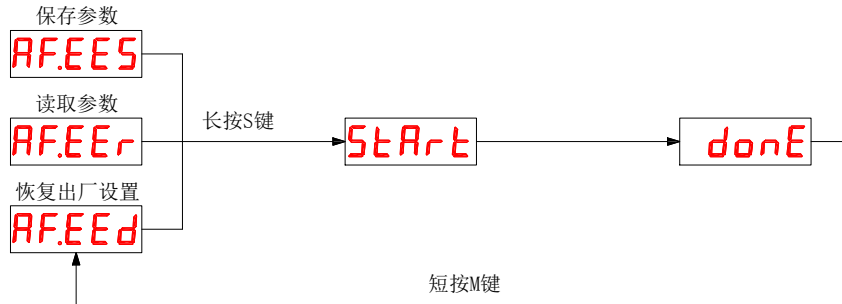 保存参数
AF.EES
读取参数
AF.EEr
长按S键
StArt
donE
恢复出厂设置
AF.EEd
短按M键